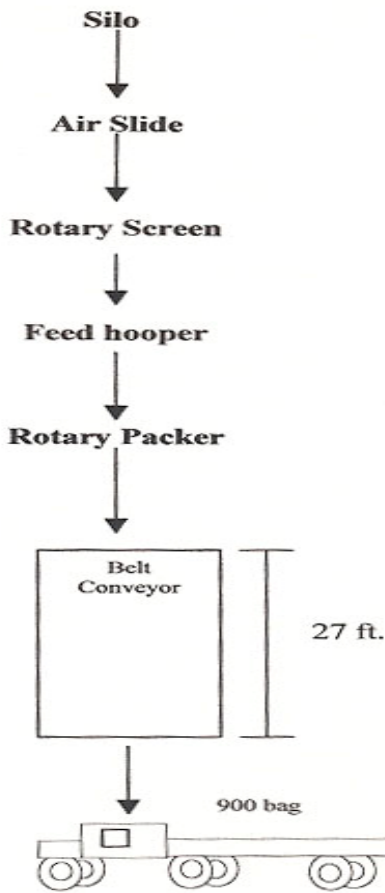 Silo
Air Slide
Rotary Screen
Feed hooper
Rotary Packer
Belt
Conveyor
27 ft.
900 bag